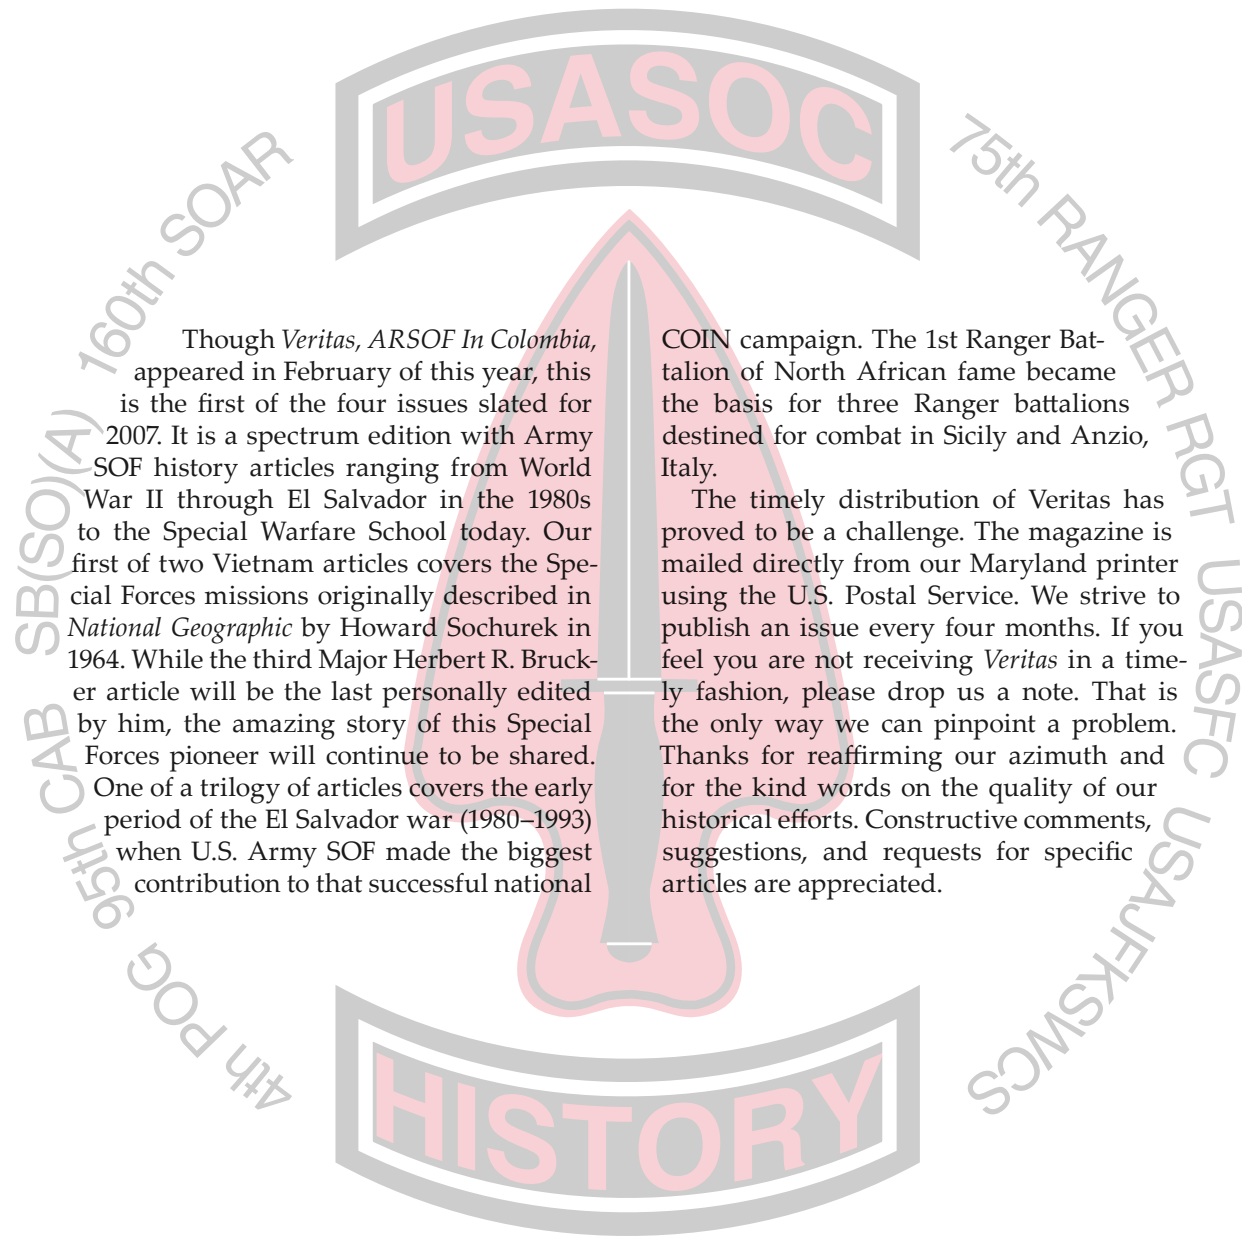 USASOC
160th SOAR
75th RANGER RGT
SB(SO)(A)
USASFC
95th CAB
USAJFKSWCS
4th POG
Though Veritas, ARSOF In Colombia,
appeared in February of this year, this
is the first of the four issues slated for
2007. It is a spectrum edition with Army
SOF history articles ranging from World
War II through El Salvador in the 1980s
to the Special Warfare School today. Our
first of two Vietnam articles covers the Spe-
cial Forces missions originally described in
National Geographic by Howard Sochurek in
1964. While the third Major Herbert R. Bruck-
er article will be the last personally edited
by him, the amazing story of this Special
Forces pioneer will continue to be shared.
One of a trilogy of articles covers the early
period of the El Salvador war (1980–1993)
when U.S. Army SOF made the biggest
contribution to that successful national
COIN campaign. The 1st Ranger Bat-
talion of North African fame became
the basis for three Ranger battalions
destined for combat in Sicily and Anzio,
Italy.
The timely distribution of Veritas has
proved to be a challenge. The magazine is
mailed directly from our Maryland printer
using the U.S. Postal Service. We strive to
publish an issue every four months. If you
feel you are not receiving Veritas in a time-
ly fashion, please drop us a note. That is
the only way we can pinpoint a problem.
Thanks for reaffirming our azimuth and
for the kind words on the quality of our
historical efforts. Constructive comments,
suggestions, and requests for specific
articles are appreciated.
HISTORY